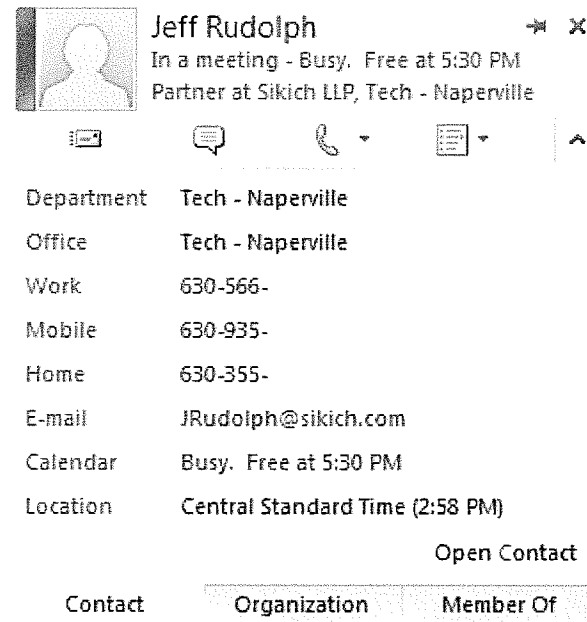 Jeff Rudolph
In a meeting - Busy. Free at 5:30 PM
Partner at Sikich LLP, Tech - Naperville
Department Tech - Naperville
Office Tech - Naperville
Work 630-566-
Mobile 630-935-
Home 630-355-
E-mail JRudolph@sikich.com
Calendar Busy. Free at 5:30 PM
Location Central Standard Time (2:58 PM)
Open Contact
Contact Organization Member Of